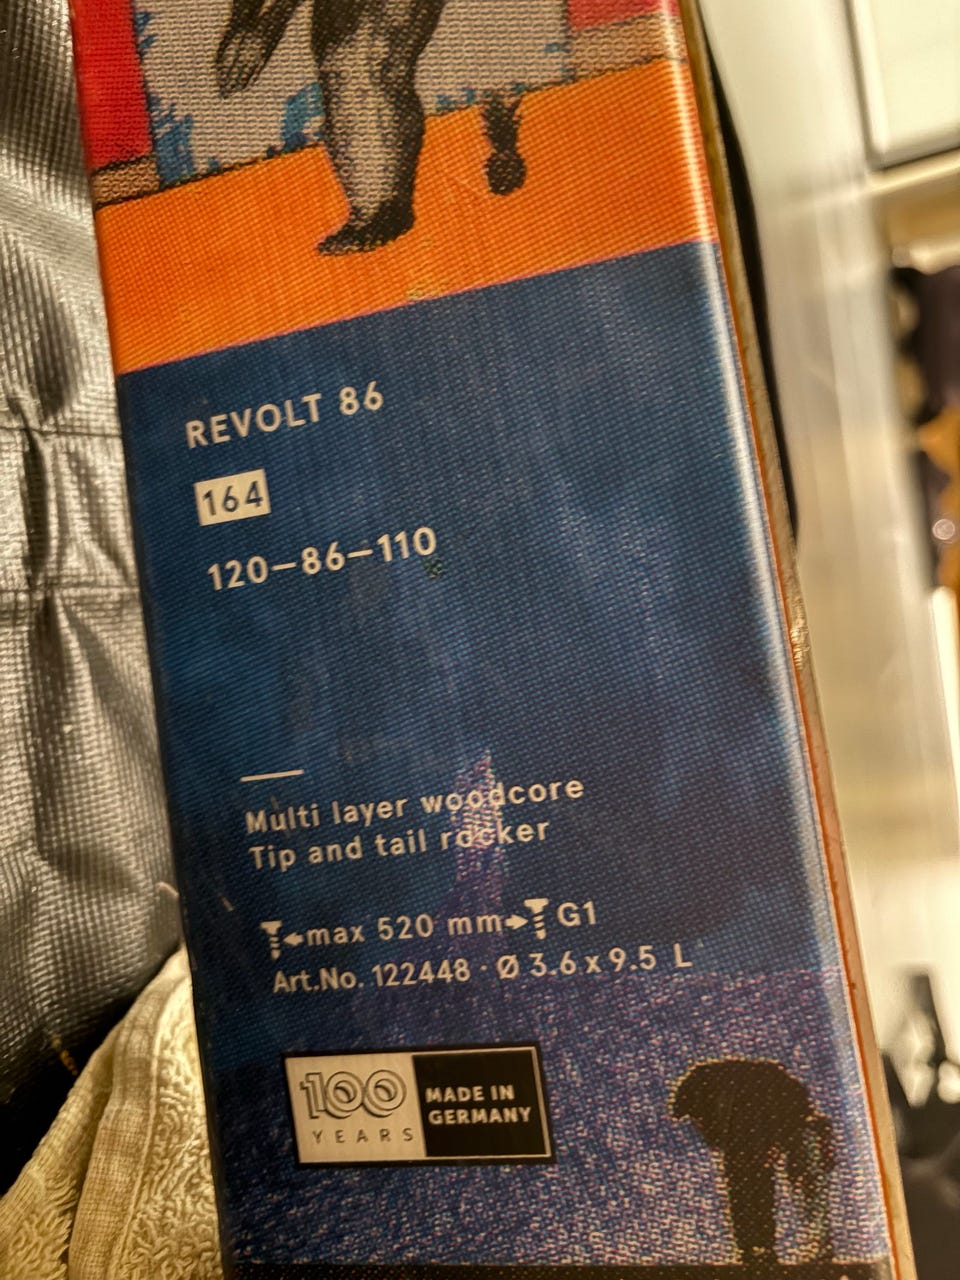 REVOLT 86
164
120–86–110
Multi layer woodcore
Tip and tail rocker
max 520 mm G1
Art.No. 122448 · Ø 3.6 x 9.5 L
100 YEARS
MADE IN
GERMANY